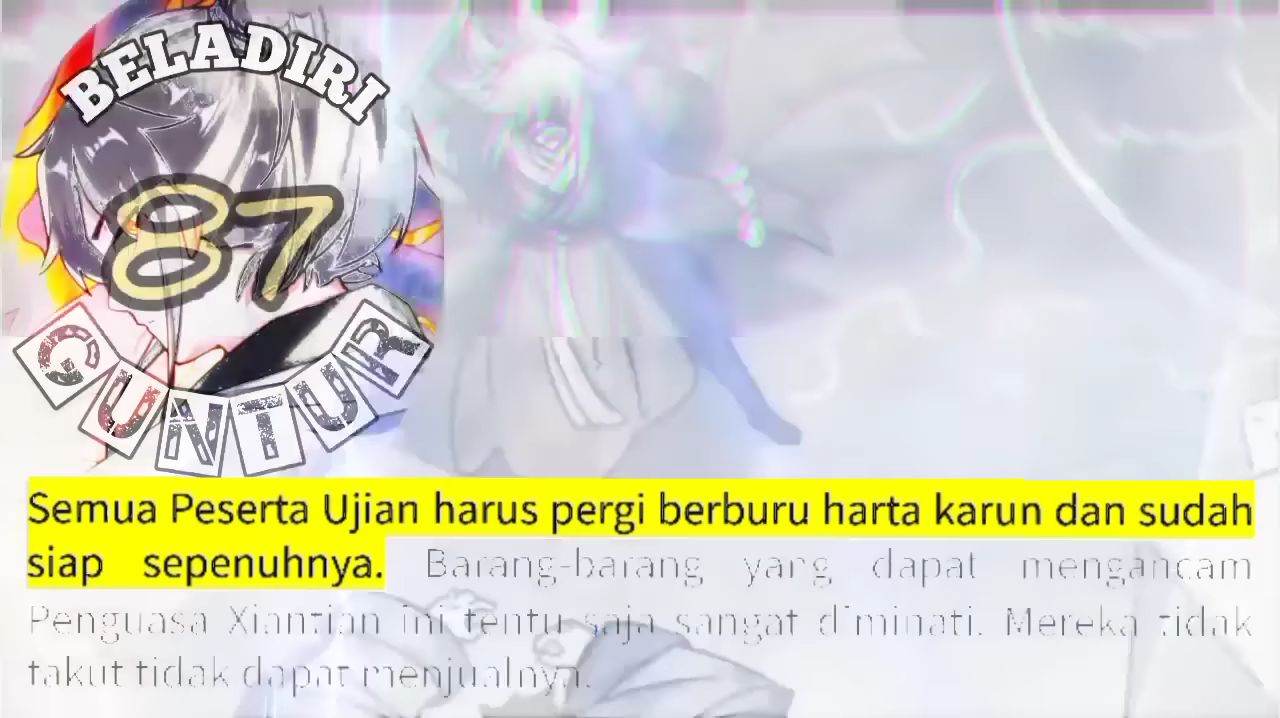 BELADIRI
87
GUNTUR
Semua Peserta Ujian harus pergi berburu harta karun dan sudah
siap sepenuhnya. Barang-barang yang dapat mengancam
Penguasa Xiantian ini tentu saja sangat diminati. Mereka tidak
takut tidak dapat menjualnya.